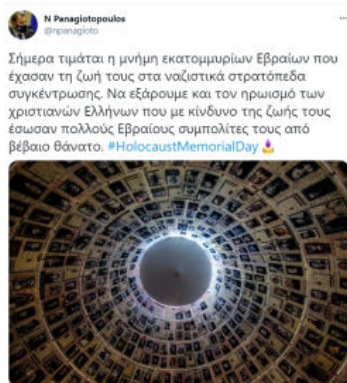 N Panagiotopoulos
@npanagioto
Σήμερα τιμάται η μνήμη εκατομμυρίων Εβραίων που
έχασαν τη ζωή τους στα ναζιστικά στρατόπεδα
συγκέντρωσης. Να εξάρουμε και τον ηρωισμό των
χριστιανών Ελλήνων που με κίνδυνο της ζωής τους
έσωσαν πολλούς Εβραίους συμπολίτες τους από
βέβαιο θάνατο. #HolocaustMemorialDay